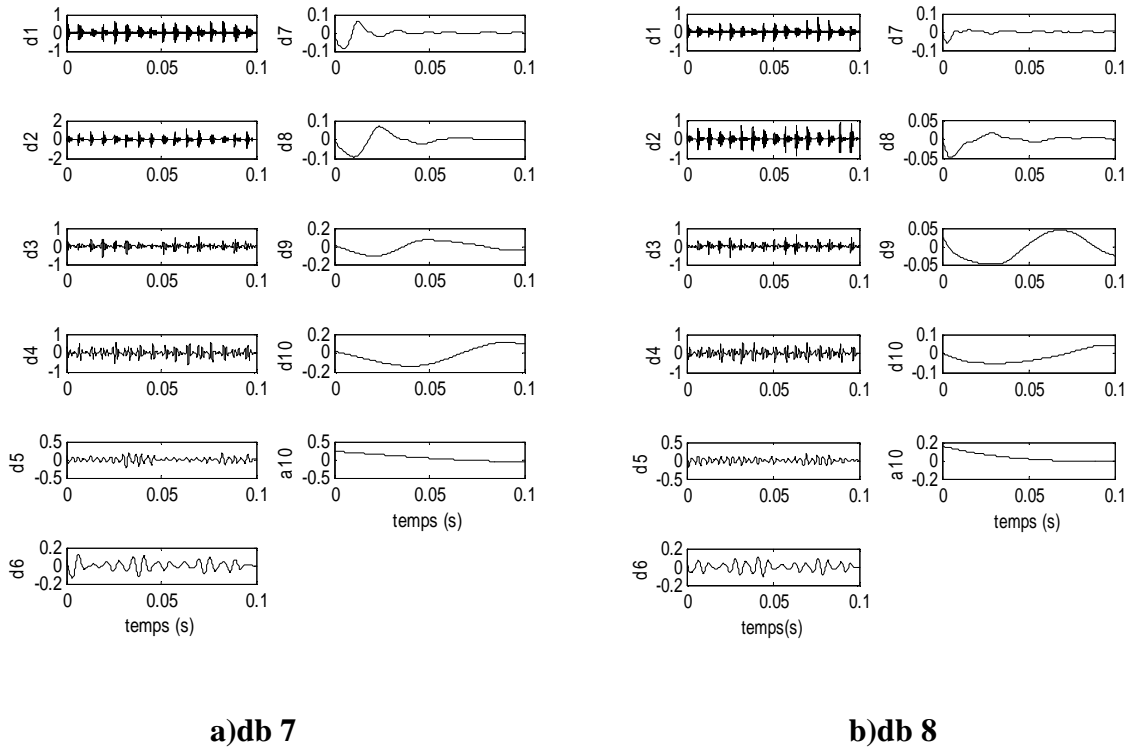 d1 1 0 -1 0 0.05 0.1
d7 0.1 0 -0.1 0 0.05 0.1
d2 2 0 -2 0 0.05 0.1
d8 0.1 0 -0.1 0 0.05 0.1
d3 1 0 -1 0 0.05 0.1
d9 0.2 0 -0.2 0 0.05 0.1
d4 1 0 -1 0 0.05 0.1
d10 0.2 0 -0.2 0 0.05 0.1
d5 0.5 0 -0.5 0 0.05 0.1
a10 0.5 0 -0.5 0 0.05 0.1
temps (s)
d6 0.2 0 -0.2 0 0.05 0.1
temps (s)
a)db 7
d1 1 0 -1 0 0.05 0.1
d7 0.1 0 -0.1 0 0.05 0.1
d2 1 0 -1 0 0.05 0.1
d8 0.05 0 -0.05 0 0.05 0.1
d3 1 0 -1 0 0.05 0.1
d9 0.05 0 -0.05 0 0.05 0.1
d4 1 0 -1 0 0.05 0.1
d10 0.1 0 -0.1 0 0.05 0.1
d5 0.5 0 -0.5 0 0.05 0.1
a10 0.2 0 -0.2 0 0.05 0.1
temps (s)
d6 0.2 0 -0.2 0 0.05 0.1
temps(s)
b)db 8